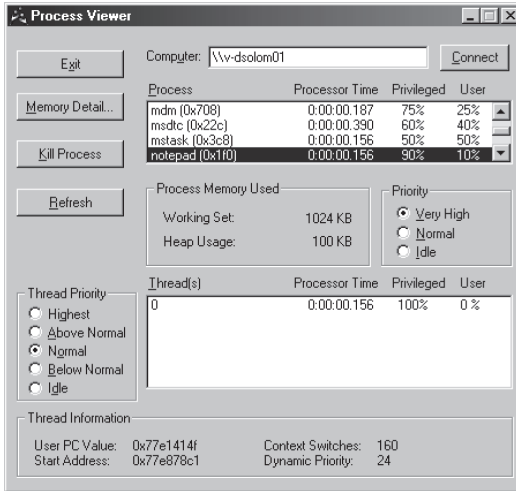 Process Viewer
Exit
Computer: \\v-dsolom01
Connect
Memory Detail...
Process Processor Time Privileged User
mdm (0x708) 0:00:00.187 75% 25%
msdtc (0x22c) 0:00:00.390 60% 40%
mstask (0x3c8) 0:00:00.156 50% 50%
notepad (0x1f0) 0:00:00.156 90% 10%
Kill Process
Refresh
Process Memory Used
Working Set: 1024 KB
Heap Usage: 100 KB
Priority
Very High
Normal
Idle
Thread Priority
Highest
Above Normal
Normal
Below Normal
Idle
Thread(s) Processor Time Privileged User
0 0:00:00.156 100% 0 %
Thread Information
User PC Value: 0x77e1414f Context Switches: 160
Start Address: 0x77e878c1 Dynamic Priority: 24